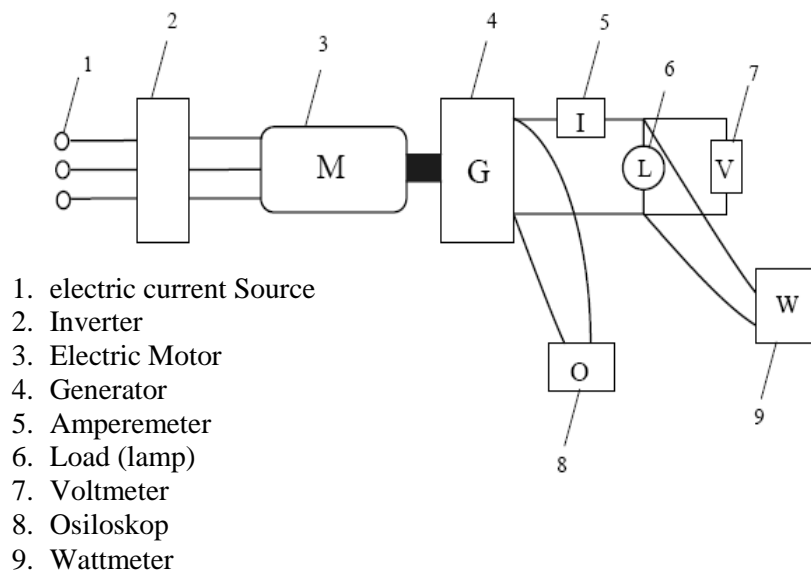 2
3
4
5
6
7
1
I
M
G
L
V
W
O
9
8
1. electric current Source
2. Inverter
3. Electric Motor
4. Generator
5. Amperemeter
6. Load (lamp)
7. Voltmeter
8. Osiloskop
9. Wattmeter